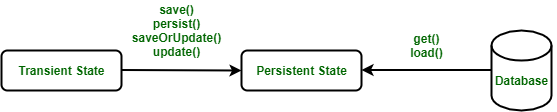 save()
persist()
saveOrUpdate()
update()
get()
load()
Transient State
Persistent State
Database